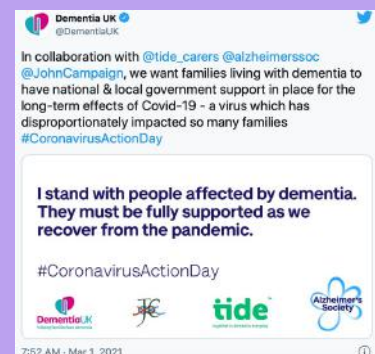 Dementia UK
@DementiaUK
In collaboration with @tide_carers @alzheimerssoc
@JohnCampaign, we want families living with dementia to
have national & local government support in place for the
long-term effects of Covid-19 - a virus which has
disproportionately impacted so many families
#CoronavirusActionDay
I stand with people affected by dementia.
They must be fully supported as we
recover from the pandemic.
#CoronavirusActionDay
DementiaUK
tide
Alzheimer's
Society
7:52 AM · Mar 1, 2021